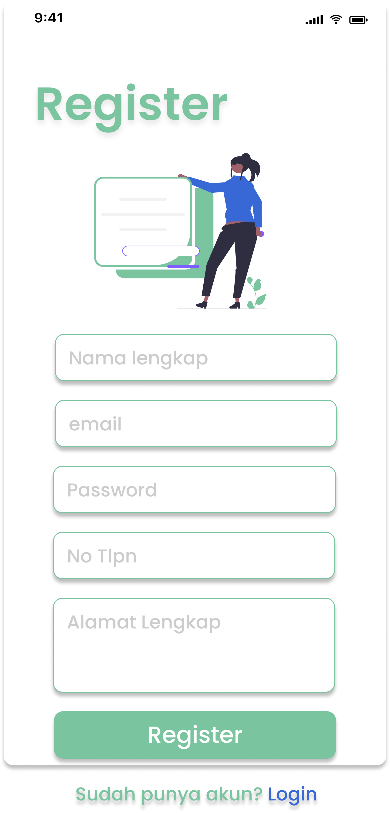 9:41
Register
Nama lengkap
email
Password
No Tlpn
Alamat Lengkap
Register
Sudah punya akun? Login